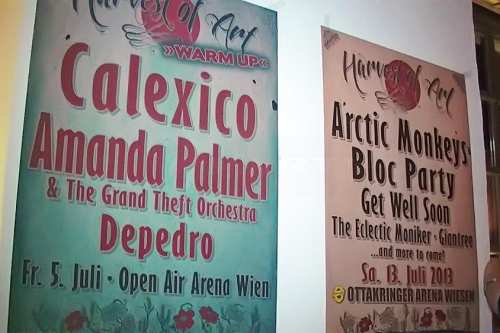 Harvest of Art
»WARM UP«
Calexico
Amanda Palmer
& The Grand Theft Orchestra
Depedro
Fr. 5. Juli • Open Air Arena Wien
Harvest of Art
Arctic Monkeys •
Bloc Party
Get Well Soon
The Eclectic Moniker • Giantree
...and more to come!
Sa. 13. Juli 2013
OTTAKRINGER ARENA WIESEN